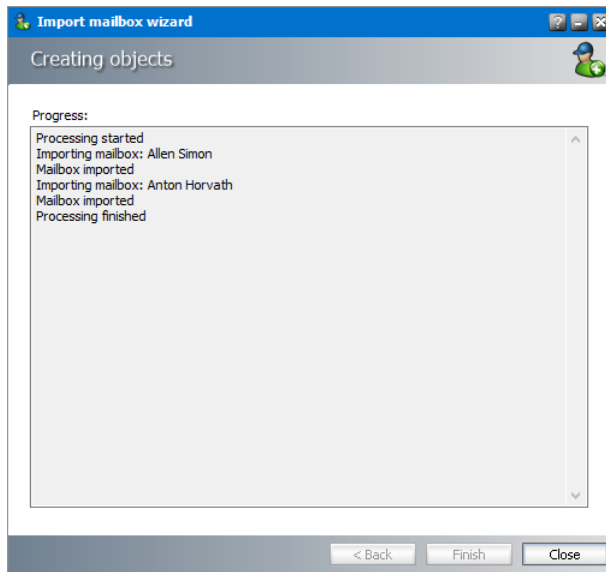 Import mailbox wizard
Creating objects
Progress:
Processing started
Importing mailbox: Allen Simon
Mailbox imported
Importing mailbox: Anton Horvath
Mailbox imported
Processing finished
< Back Finish Close